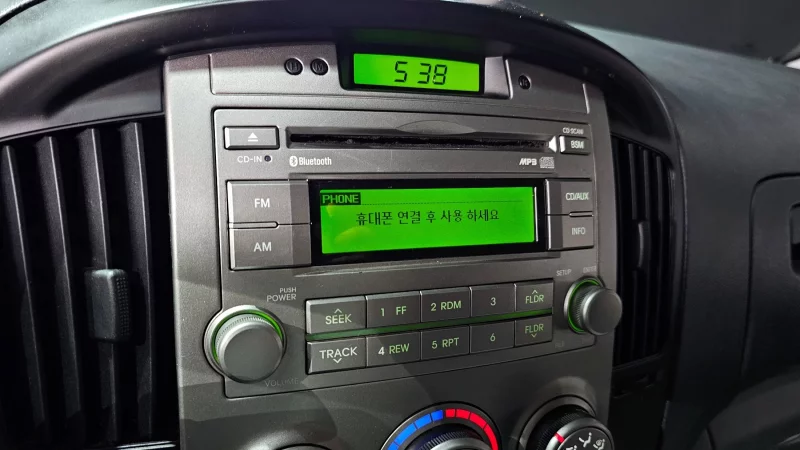 5 38
CD-SCAN
BSM
CD-IN
Bluetooth
MP3
FM
AM
PHONE
휴대폰 연결 후 사용 하세요
CD/AUX
INFO
PUSH
POWER
VOLUME
SEEK
1 FF
2 RDM
3
FLDR
TRACK
4 REW
5 RPT
6
FLDR
SETUP